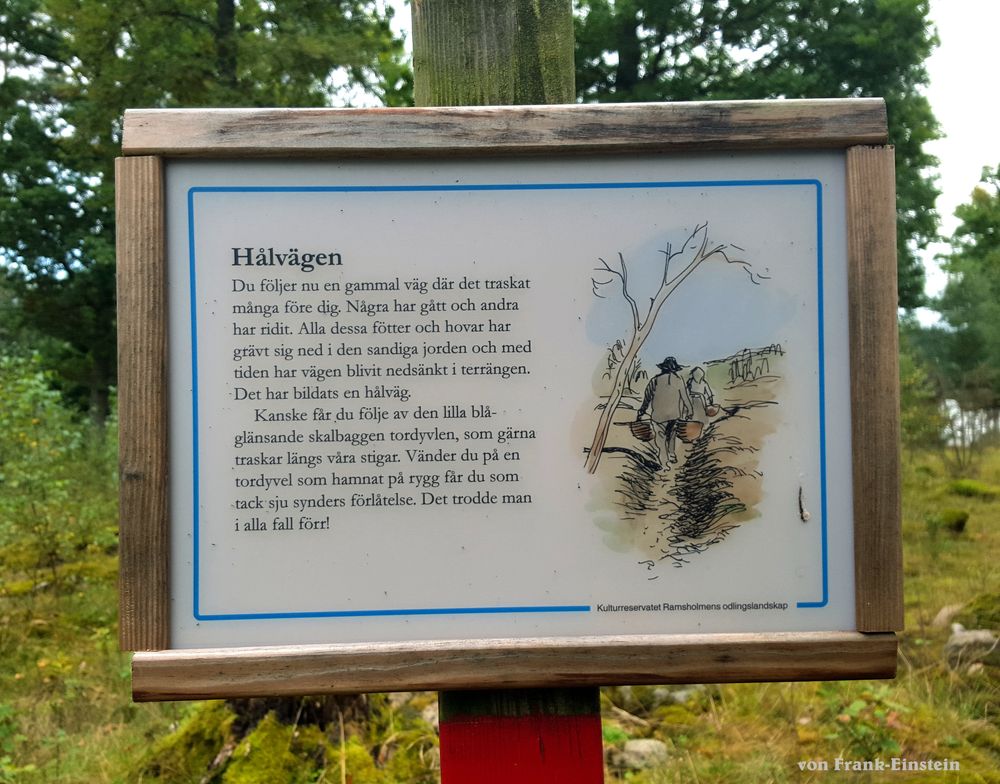 Hålvägen
Du följer nu en gammal väg där det traskat
många före dig. Några har gått och andra
har ridit. Alla dessa fötter och hovar har
grävt sig ned i den sandiga jorden och med
tiden har vägen blivit nedsänkt i terrängen.
Det har bildats en hålväg.
Kanske får du följe av den lilla blå-
glänsande skalbaggen tordyvlen, som gärna
traskar längs våra stigar. Vänder du på en
tordyvel som hamnat på rygg får du som
tack sju synders förlåtelse. Det trodde man
i alla fall förr!
Kulturreservatet Ramsholmens odlingslandskap
von Frank-Einstein